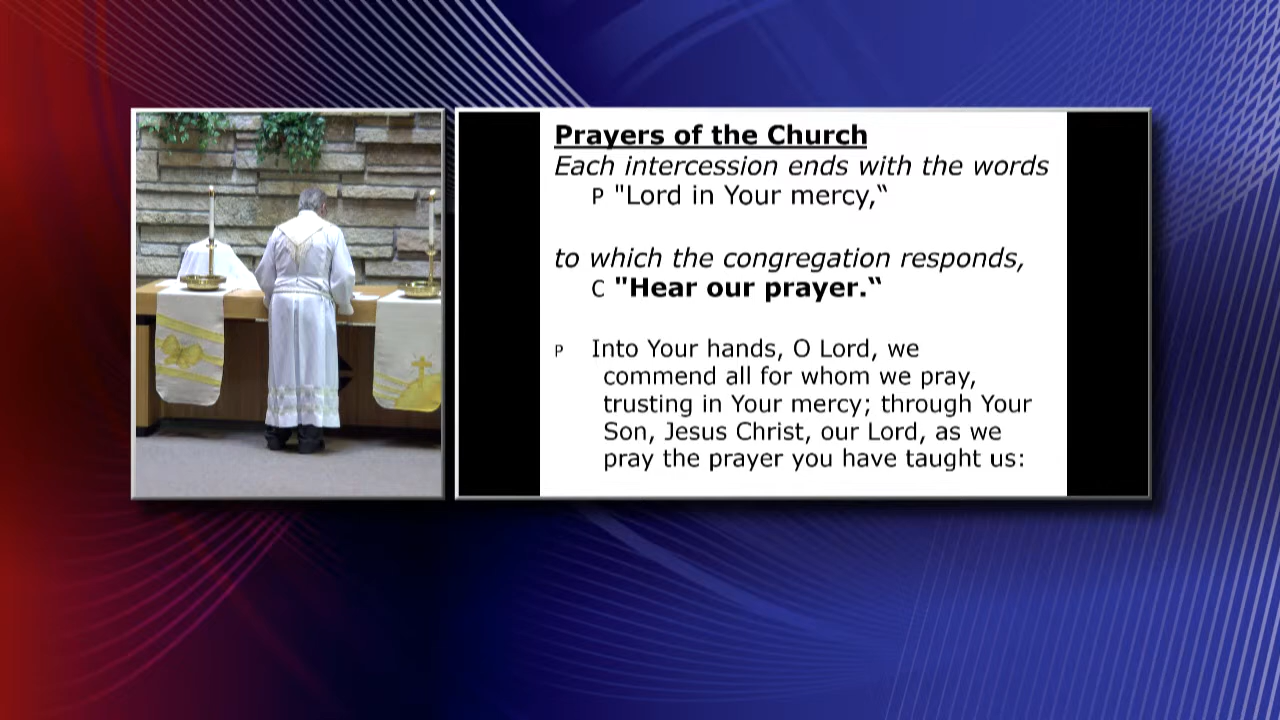 Prayers of the Church
Each intercession ends with the words
P "Lord in Your mercy,“
to which the congregation responds,
C "Hear our prayer.“
P Into Your hands, O Lord, we
commend all for whom we pray,
trusting in Your mercy; through Your
Son, Jesus Christ, our Lord, as we
pray the prayer you have taught us: